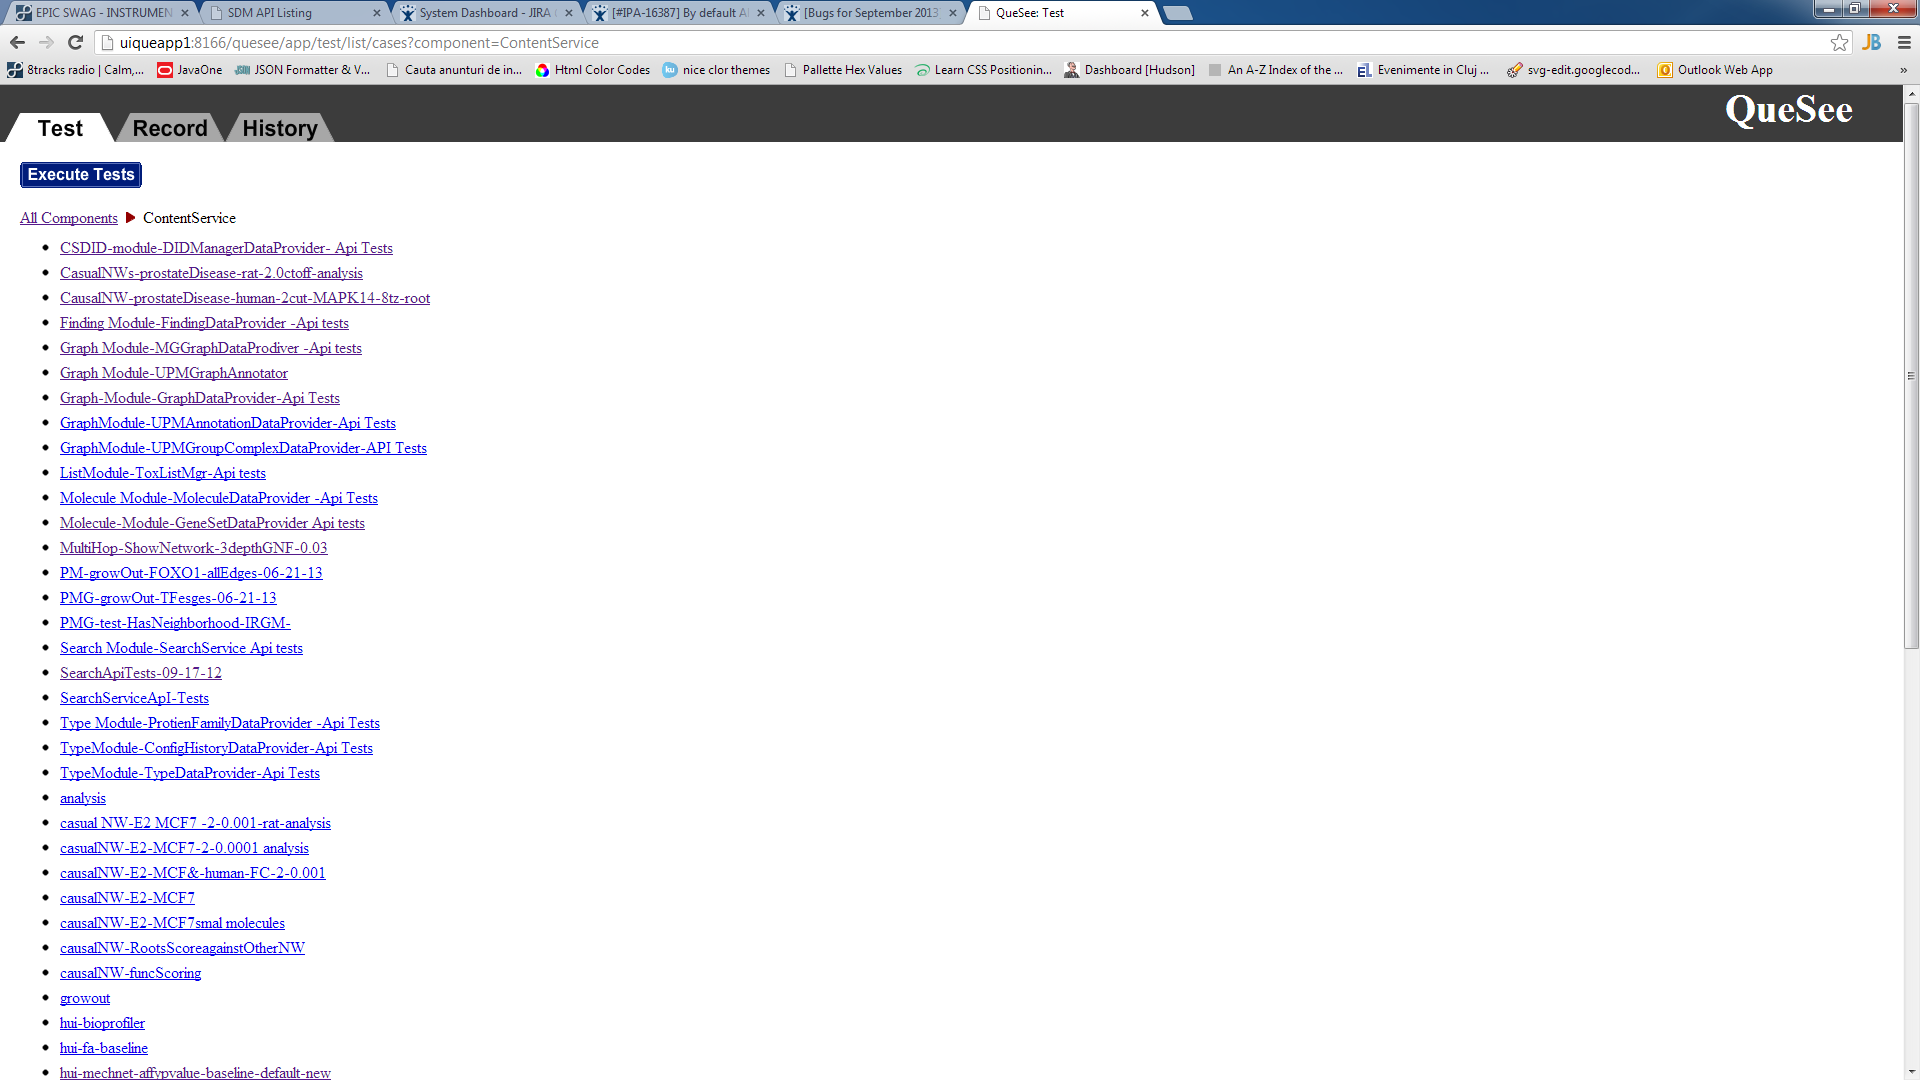 EPIC SWAG - INSTRUMEN
SDM API Listing
System Dashboard - JIRA
[#IPA-16387] By default A
[Bugs for September 2013
QueSee: Test
uiqueapp1:8166/quesee/app/test/list/cases?component=ContentService
8tracks radio | Calm,...
JavaOne
JSON Formatter & V...
Cauta anunturi de in...
Html Color Codes
nice clor themes
Pallette Hex Values
Learn CSS Positionin...
Dashboard [Hudson]
An A-Z Index of the ...
Evenimente in Cluj ...
svg-edit.googlecod...
Outlook Web App
QueSee
Test
Record
History
Execute Tests
All Components ContentService
CSDID-module-DIDManagerDataProvider- Api Tests
CasualNWs-prostateDisease-rat-2.0ctoff-analysis
CausalNW-prostateDisease-human-2cut-MAPK14-8tz-root
Finding Module-FindingDataProvider -Api tests
Graph Module-MGGraphDataProdiver -Api tests
Graph Module-UPMGraphAnnotator
Graph-Module-GraphDataProvider-Api Tests
GraphModule-UPMAnnotationDataProvider-Api Tests
GraphModule-UPMGroupComplexDataProvider-API Tests
ListModule-ToxListMgr-Api tests
Molecule Module-MoleculeDataProvider -Api Tests
Molecule-Module-GeneSetDataProvider Api tests
MultiHop-ShowNetwork-3depthGNF-0.03
PM-growOut-FOXO1-allEdges-06-21-13
PMG-growOut-TFesges-06-21-13
PMG-test-HasNeighborhood-IRGM-
Search Module-SearchService Api tests
SearchApiTests-09-17-12
SearchServiceApI-Tests
Type Module-ProtienFamilyDataProvider -Api Tests
TypeModule-ConfigHistoryDataProvider-Api Tests
TypeModule-TypeDataProvider-Api Tests
analysis
casual NW-E2 MCF7 -2-0.001-rat-analysis
casualNW-E2-MCF7-2-0.0001 analysis
causalNW-E2-MCF&-human-FC-2-0.001
causalNW-E2-MCF7
causalNW-E2-MCF7smal molecules
causalNW-RootsScoreagainstOtherNW
causalNW-funcScoring
growout
hui-bioprofiler
hui-fa-baseline
hui-mechnet-affypvalue-baseline-default-new